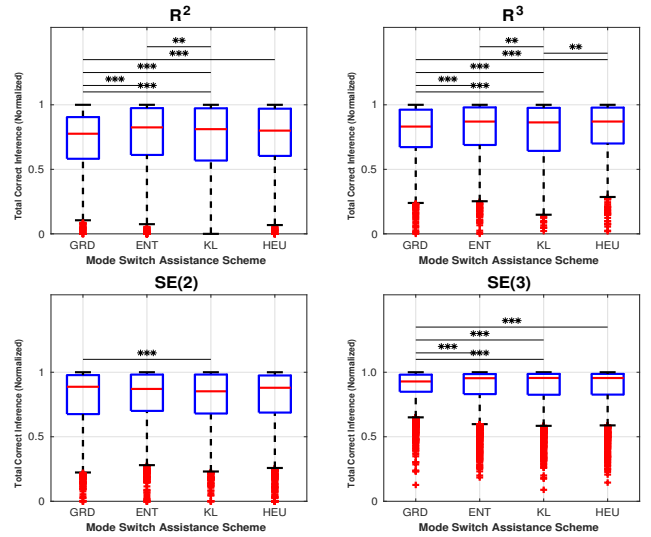 R²
R³
Total Correct Inference (Normalized)
1
0.5
0
**
***
***
***
***
GRD
ENT
KL
HEU
Mode Switch Assistance Scheme
Total Correct Inference (Normalized)
1
0.5
0
**
***
**
***
***
***
GRD
ENT
KL
HEU
Mode Switch Assistance Scheme
SE(2)
SE(3)
Total Correct Inference (Normalized)
1
0.5
0
***
GRD
ENT
KL
HEU
Mode Switch Assistance Scheme
Total Correct Inference (Normalized)
1
0.5
0
***
***
***
***
GRD
ENT
KL
HEU
Mode Switch Assistance Scheme